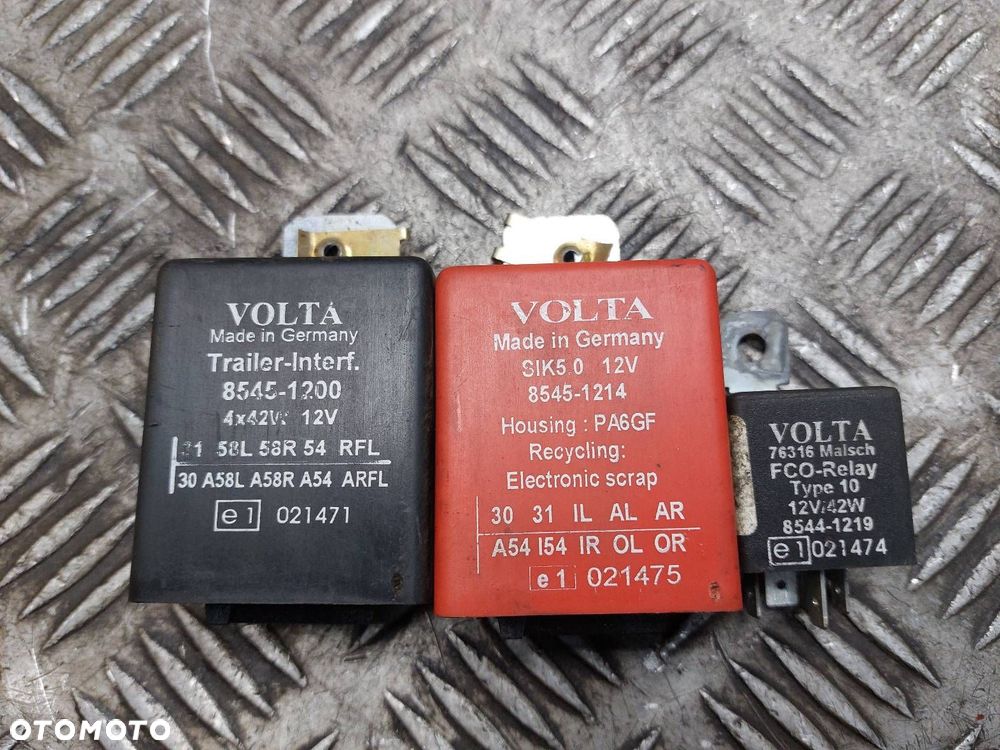 VOLTA
Made in Germany
Trailer-Interf.
8545-1200
4x42W 12V
31 58L 58R 54 RFL
30 A58L A58R A54 ARFL
e1 021471
VOLTA
Made in Germany
SIK5.0 12V
8545-1214
Housing : PA6GF
Recycling:
Electronic scrap
30 31 IL AL AR
A54 I54 IR OL OR
e1 021475
VOLTA
76316 Malsch
FCO-Relay
Type 10
12V/42W
8544-1219
e1 021474
OTOMOTO